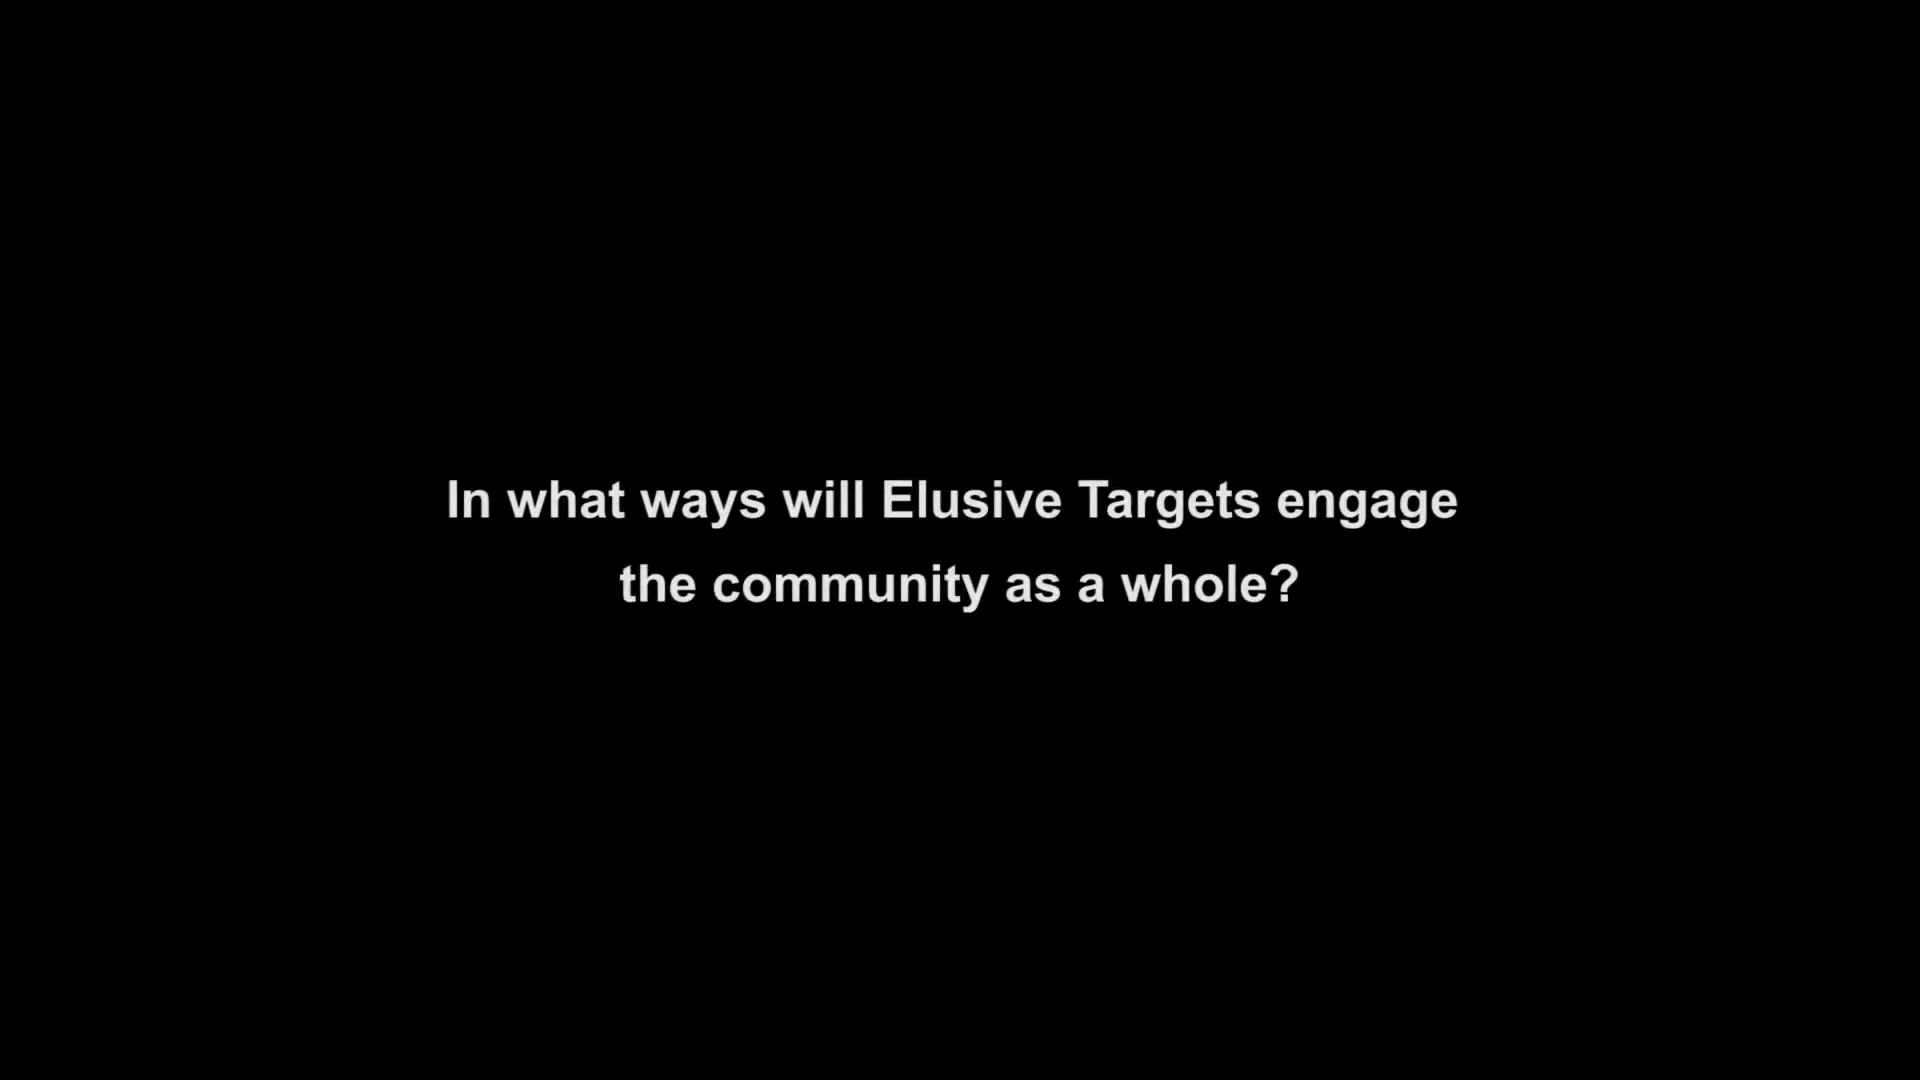 In what ways will Elusive Targets engage
the community as a whole?